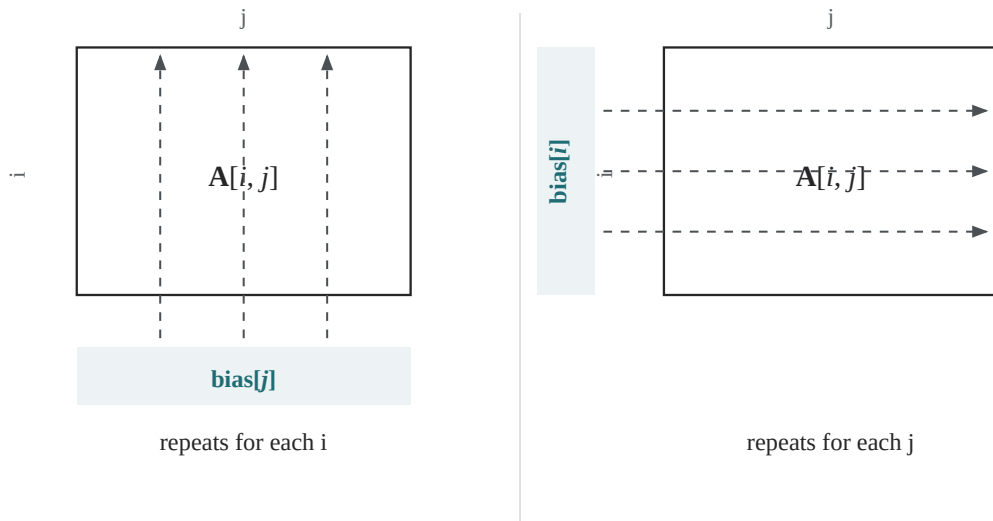 j
i
A[i, j]
bias[j]
repeats for each i
j
bias[i]
i
A[i, j]
repeats for each j